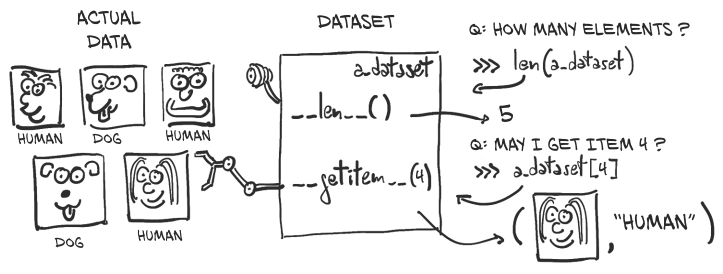 ACTUAL
DATA
HUMAN
DOG
HUMAN
DOG
HUMAN
DATASET
a_dataset
__len__()
__getitem__(4)
Q: HOW MANY ELEMENTS ?
>>> len(a_dataset)
5
Q: MAY I GET ITEM 4 ?
>>> a_dataset[4]
( , "HUMAN")